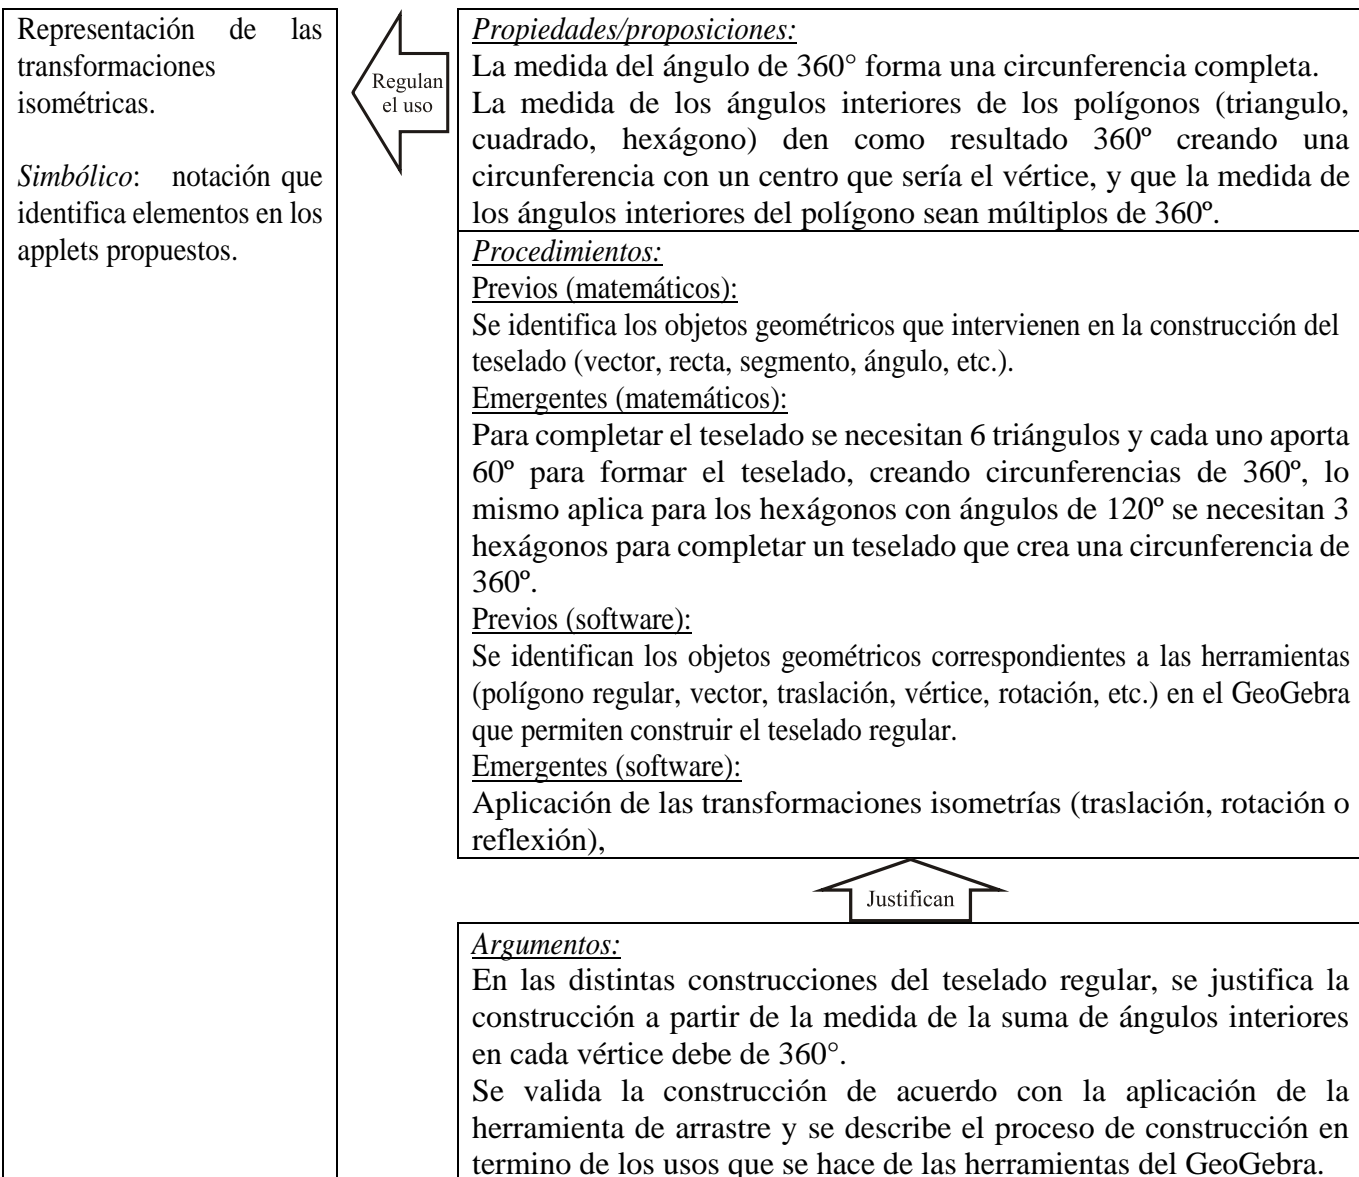 Representación de las
transformaciones
isométricas.
Simbólico: notación que
identifica elementos en los
applets propuestos.
Regulan
el uso
Propiedades/proposiciones:
La medida del ángulo de 360° forma una circunferencia completa.
La medida de los ángulos interiores de los polígonos (triangulo,
cuadrado, hexágono) den como resultado 360º creando una
circunferencia con un centro que sería el vértice, y que la medida de
los ángulos interiores del polígono sean múltiplos de 360º.
Procedimientos:
Previos (matemáticos):
Se identifica los objetos geométricos que intervienen en la construcción del
teselado (vector, recta, segmento, ángulo, etc.).
Emergentes (matemáticos):
Para completar el teselado se necesitan 6 triángulos y cada uno aporta
60º para formar el teselado, creando circunferencias de 360º, lo
mismo aplica para los hexágonos con ángulos de 120º se necesitan 3
hexágonos para completar un teselado que crea una circunferencia de
360º.
Previos (software):
Se identifican los objetos geométricos correspondientes a las herramientas
(polígono regular, vector, traslación, vértice, rotación, etc.) en el GeoGebra
que permiten construir el teselado regular.
Emergentes (software):
Aplicación de las transformaciones isometrías (traslación, rotación o
reflexión),
Justifican
Argumentos:
En las distintas construcciones del teselado regular, se justifica la
construcción a partir de la medida de la suma de ángulos interiores
en cada vértice debe de 360°.
Se valida la construcción de acuerdo con la aplicación de la
herramienta de arrastre y se describe el proceso de construcción en
termino de los usos que se hace de las herramientas del GeoGebra.